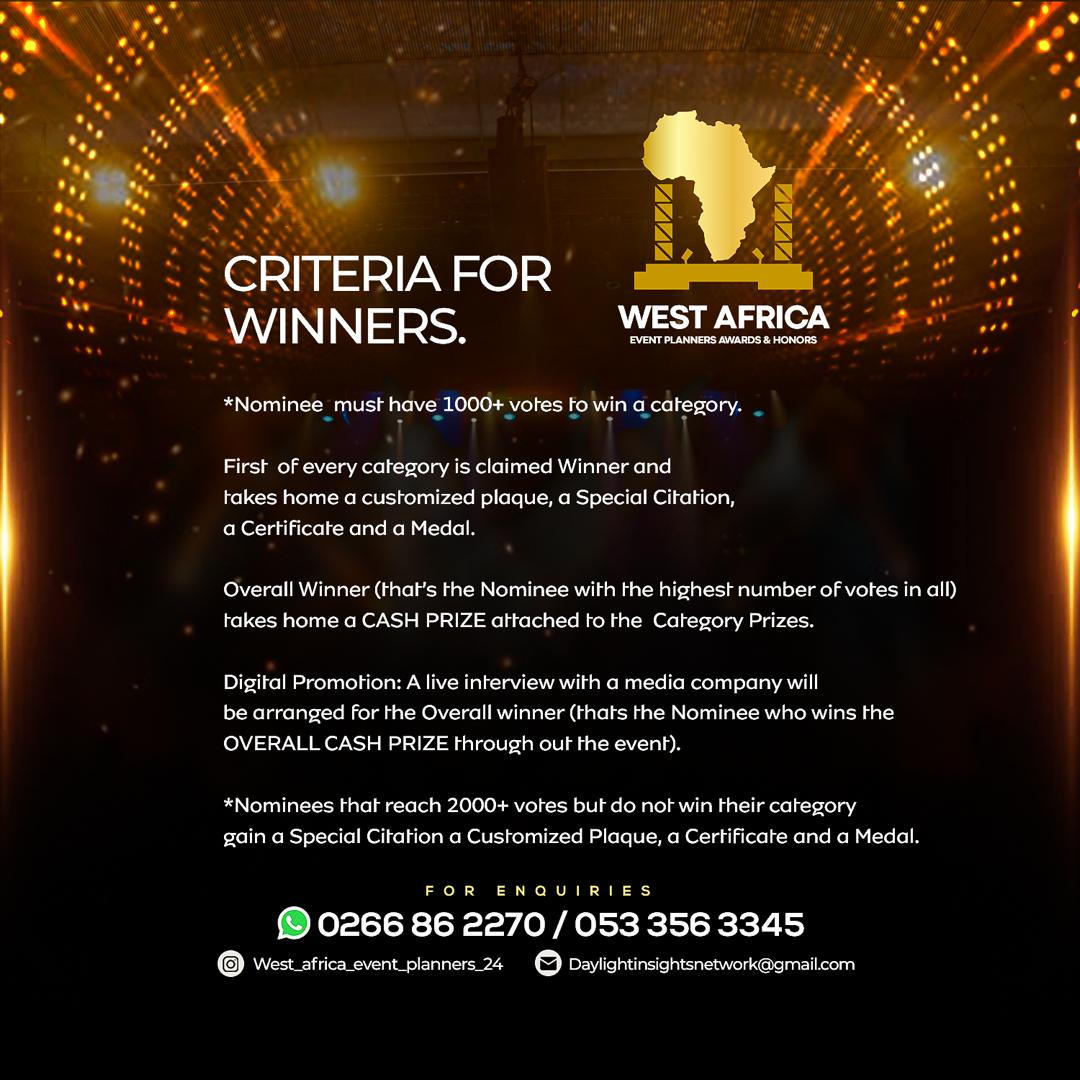 CRITERIA FOR
WINNERS.
WEST AFRICA
EVENT PLANNERS AWARDS & HONORS
*Nominee  must have 1000+ votes to win a category.
First  of every category is claimed Winner and
takes home a customized plaque, a Special Citation,
a Certificate and a Medal.
Overall Winner (that's the Nominee with the highest number of votes in all)
takes home a CASH PRIZE attached to the  Category Prizes.
Digital Promotion: A live interview with a media company will
be arranged for the Overall winner (thats the Nominee who wins the
OVERALL CASH PRIZE through out the event).
*Nominees that reach 2000+ votes but do not win their category
gain a Special Citation a Customized Plaque, a Certificate and a Medal.
FOR ENQUIRIES
0266 86 2270 / 053 356 3345
West_africa_event_planners_24
Daylightinsightsnetwork@gmail.com